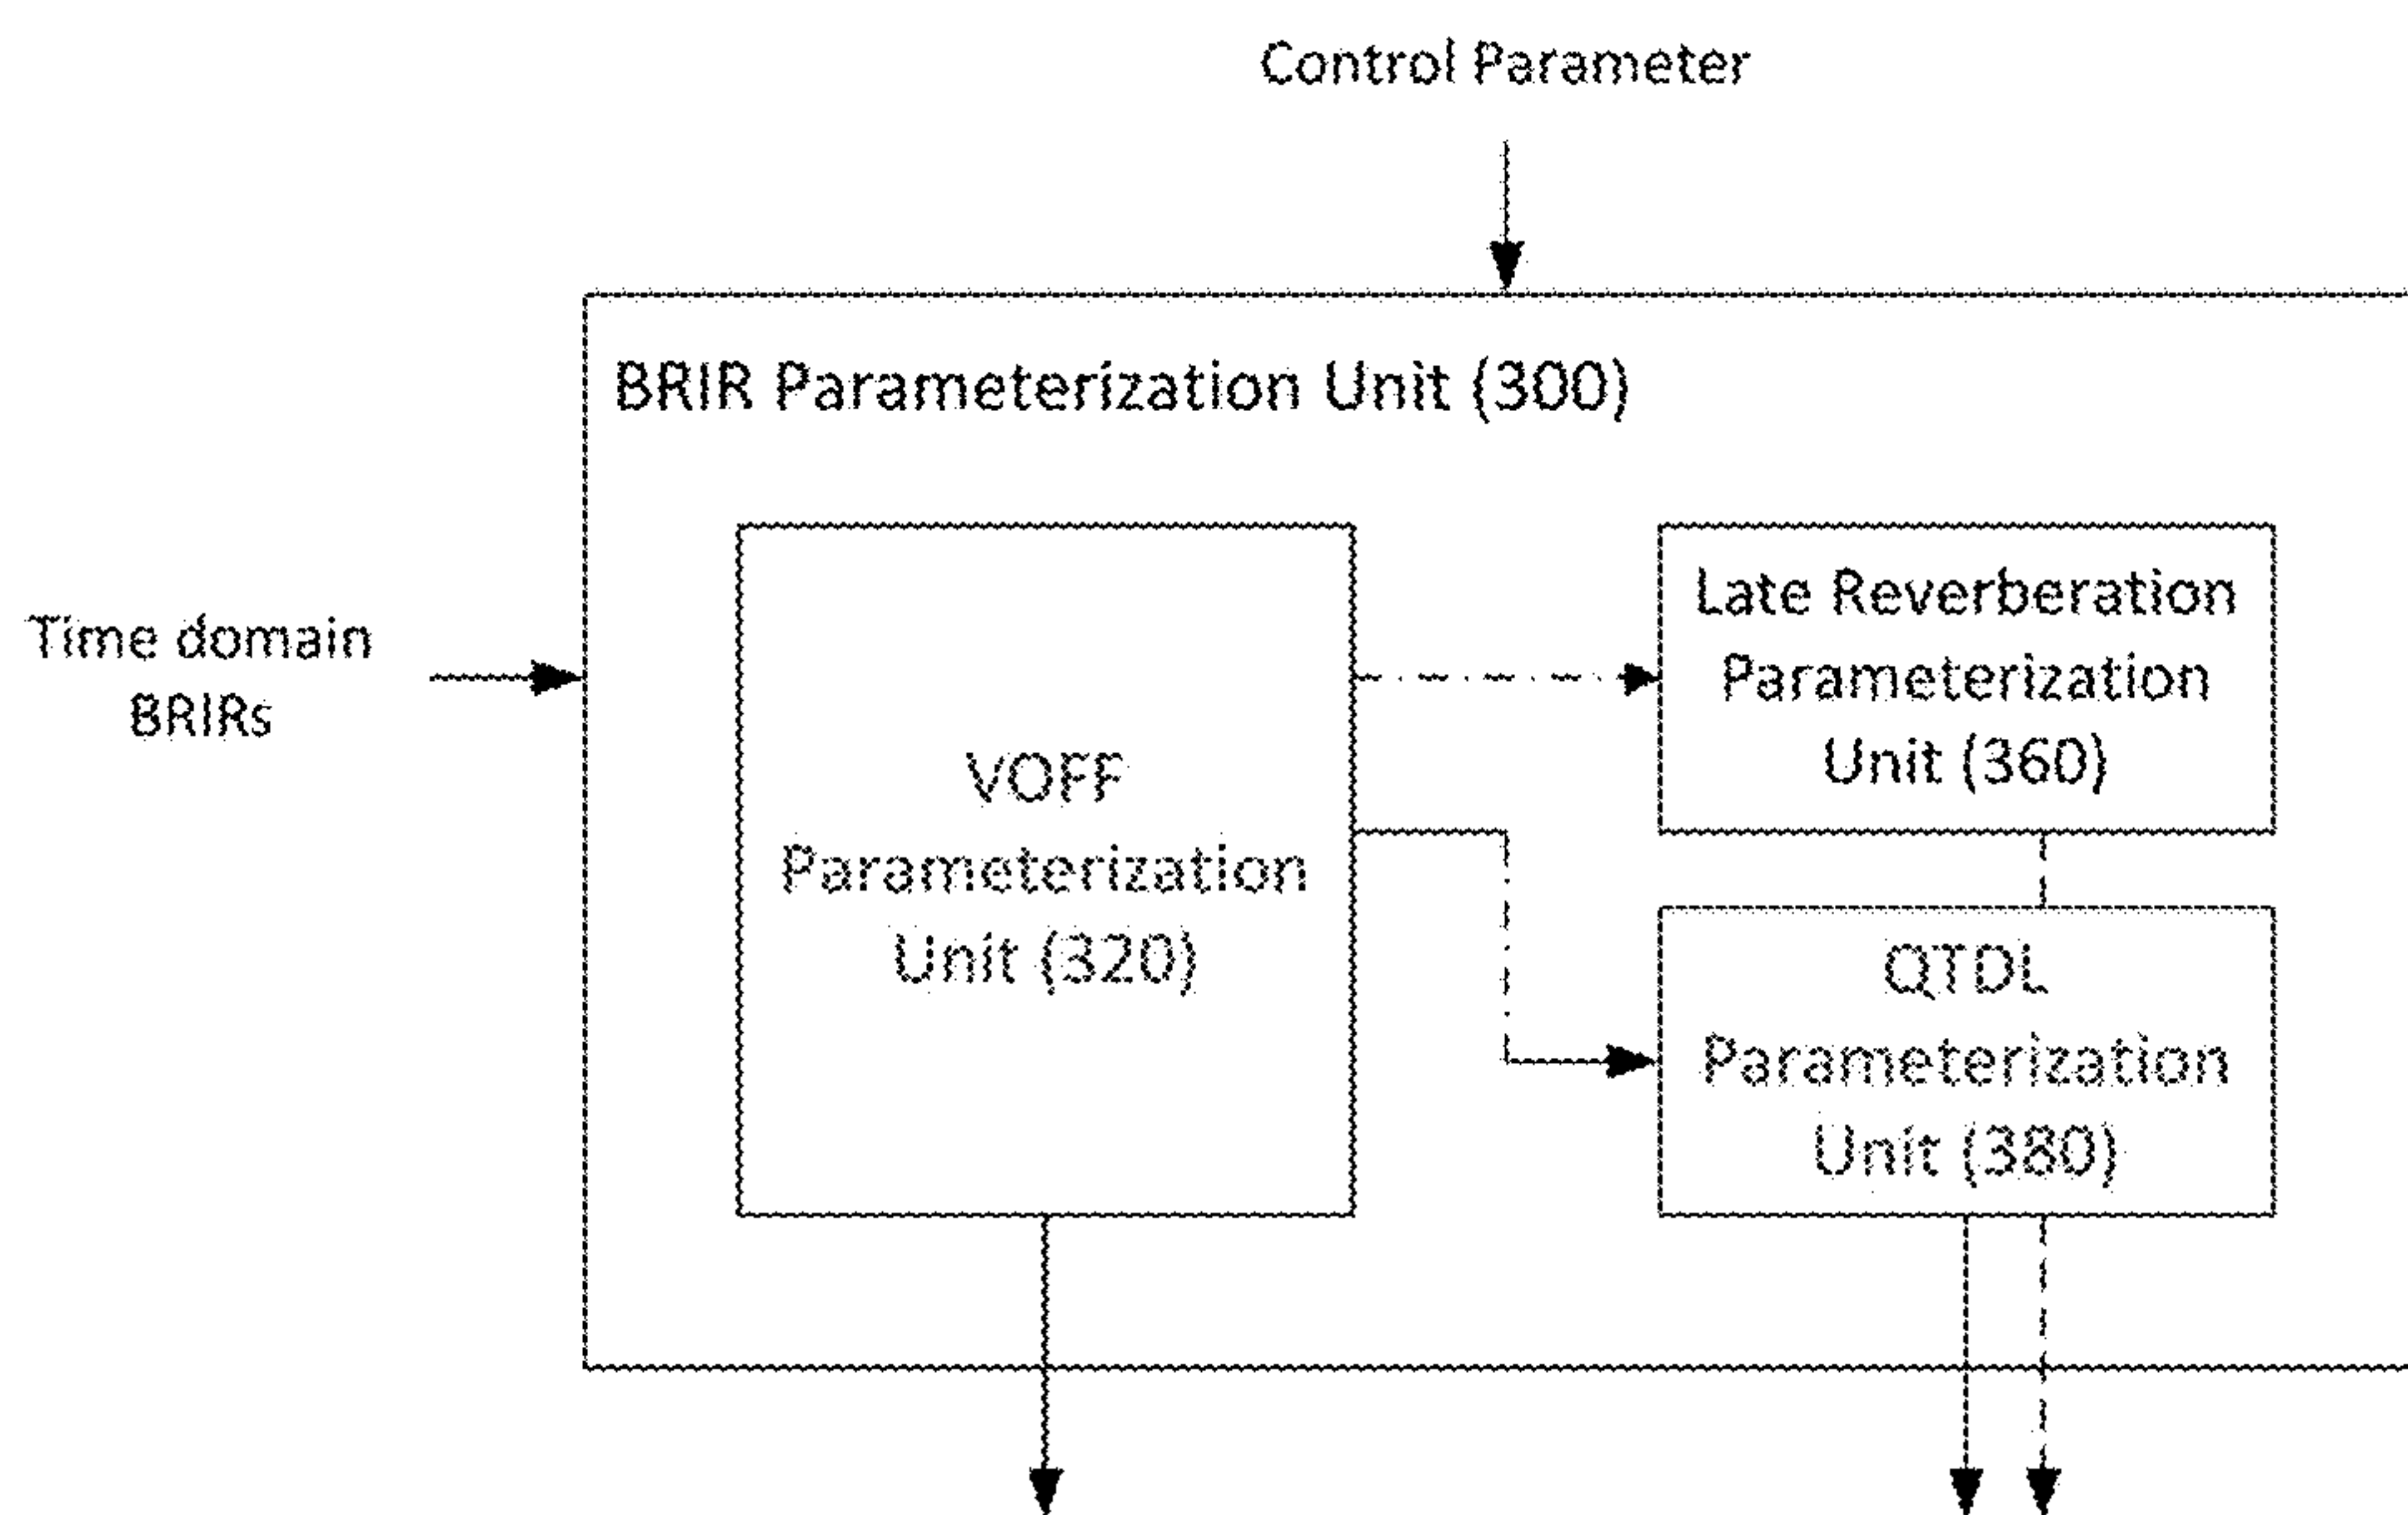 Control Parameter
BRIR Parameterization Unit (300)
Time domain
BRIRs
VOFF
Parameterization
Unit (320)
Late Reverberation
Parameterization
Unit (360)
QTDL
Parameterization
Unit (380)